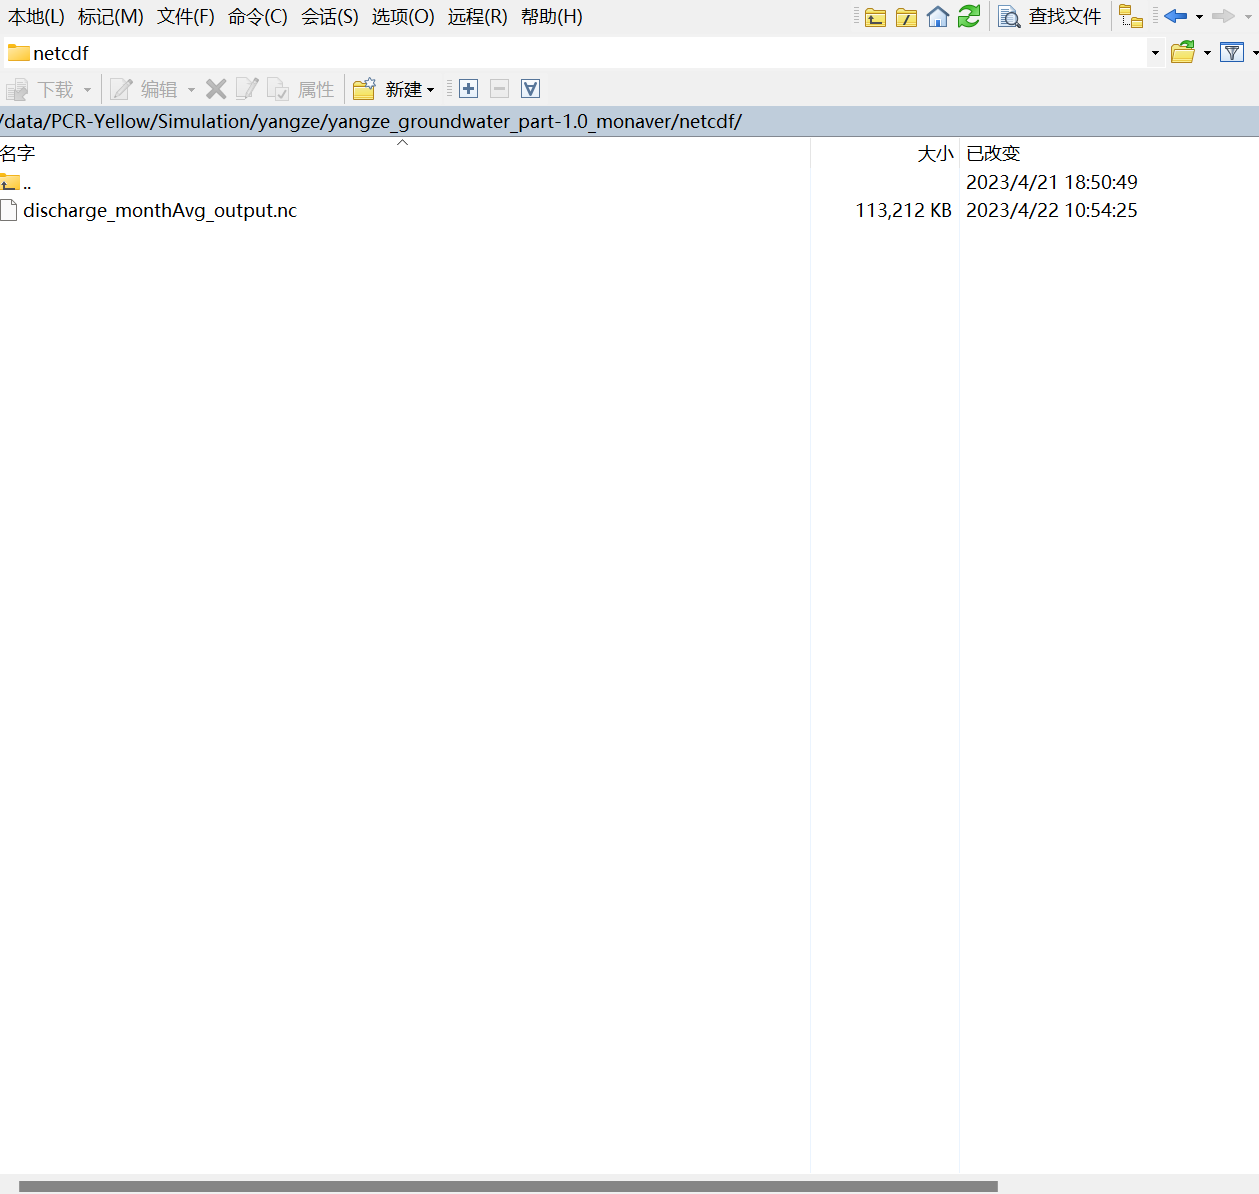 本地(L) 标记(M) 文件(F) 命令(C) 会话(S) 选项(O) 远程(R) 帮助(H) 查找文件
netcdf
下载 编辑 属性 新建
/data/PCR-Yellow/Simulation/yangze/yangze_groundwater_part-1.0_monaver/netcdf/
名字 大小 已改变
.. 2023/4/21 18:50:49
discharge_monthAvg_output.nc 113,212 KB 2023/4/22 10:54:25